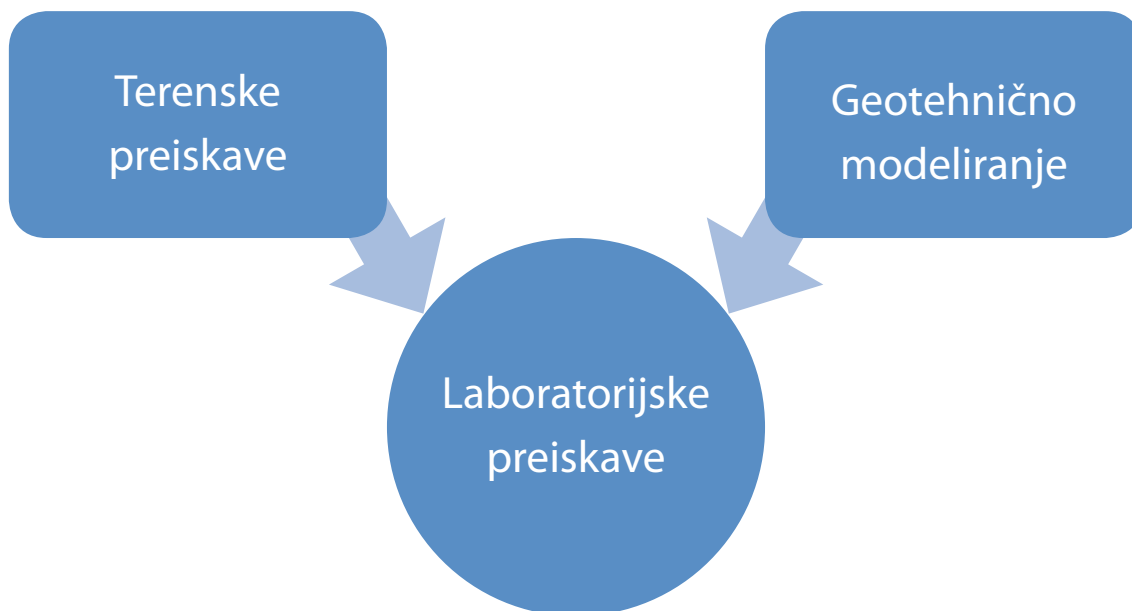 Terenske
preiskave
Geotehnično
modeliranje
Laboratorijske
preiskave